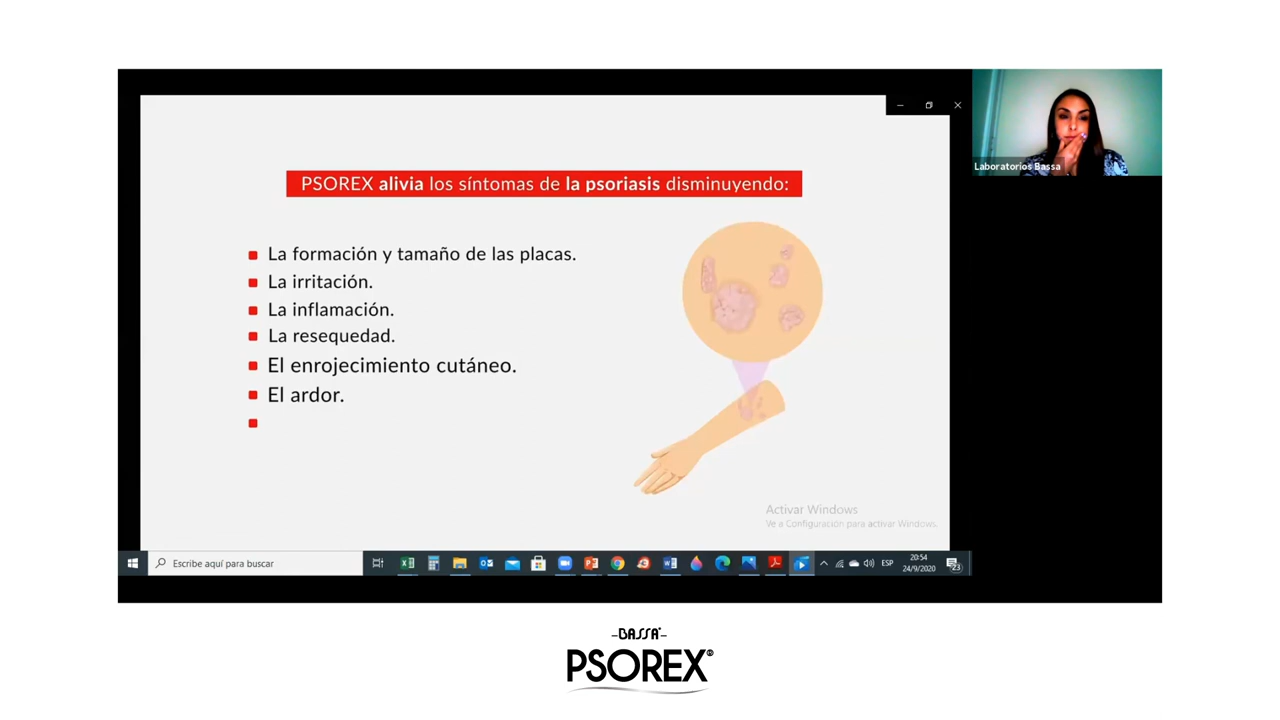 PSOREX alivia los síntomas de la psoriasis disminuyendo:
La formación y tamaño de las placas.
La irritación.
La inflamación.
La resequedad.
El enrojecimiento cutáneo.
El ardor.
Laboratorios Bassa
Activar Windows
Ve a Configuración para activar Windows.
Escribe aquí para buscar
ESP
20:54
24/9/2020
23
BASSA
PSOREX®